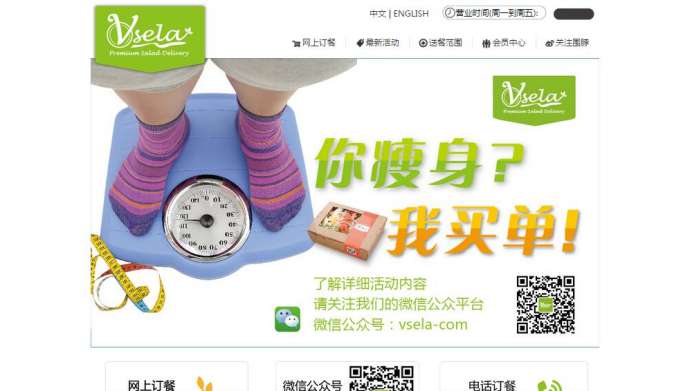 Vsela
Premium Salad Delivery
中文 | ENGLISH
营业时间(周一到周五):
网上订餐
最新活动
送餐范围
会员中心
关注围脖
Vsela
Premium Salad Delivery
你瘦身?
我买单!
了解详细活动内容
请关注我们的微信公众平台
微信公众号：vsela-com
网上订餐
微信公众号
电话订餐